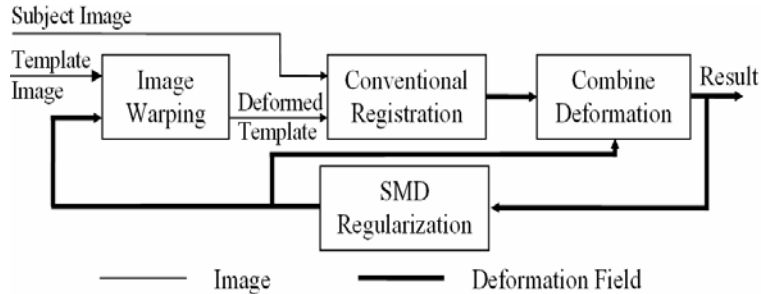 Subject Image
Template
Image
Image
Warping
Deformed
Template
Conventional
Registration
Combine
Deformation
Result
SMD
Regularization
Image
Deformation Field